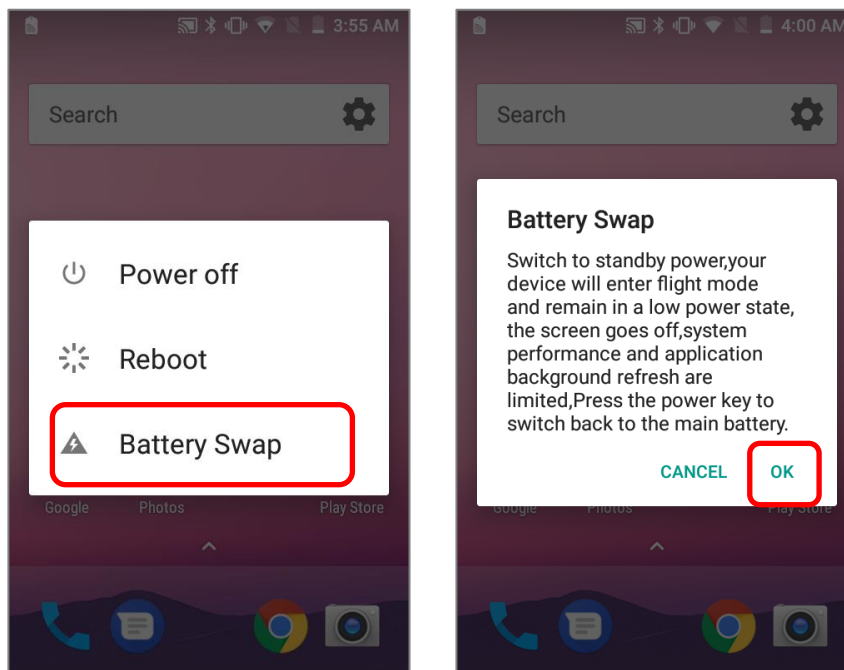 3:55 AM
Search
Power off
Reboot
Battery Swap
Google Photos Play Store
4:00 AM
Search
Battery Swap
Switch to standby power,your
device will enter flight mode
and remain in a low power state,
the screen goes off,system
performance and application
background refresh are
limited,Press the power key to
switch back to the main battery.
CANCEL OK
Google Photos Play Store